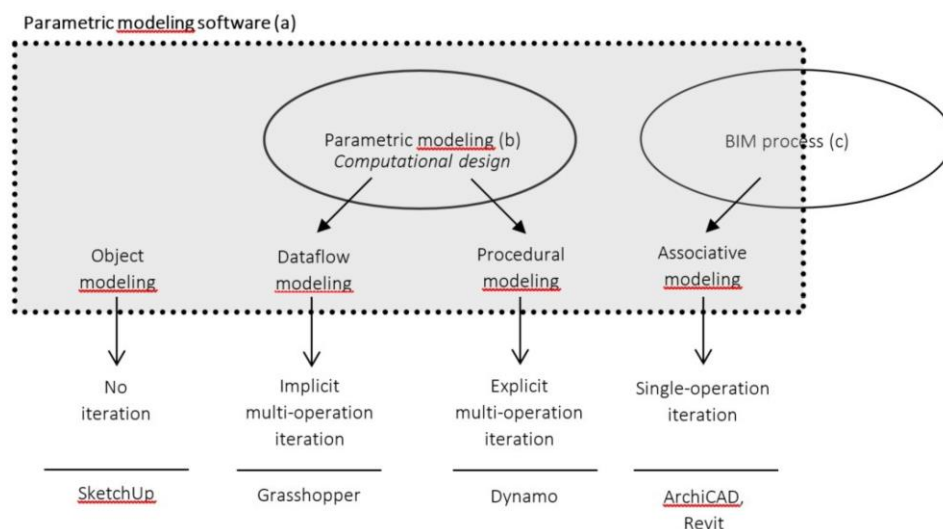 Parametric modeling software (a)
Parametric modeling (b)
Computational design
BIM process (c)
Object
modeling
Dataflow
modeling
Procedural
modeling
Associative
modeling
No
iteration
Implicit
multi-operation
iteration
Explicit
multi-operation
iteration
Single-operation
iteration
SketchUp
Grasshopper
Dynamo
ArchiCAD,
Revit